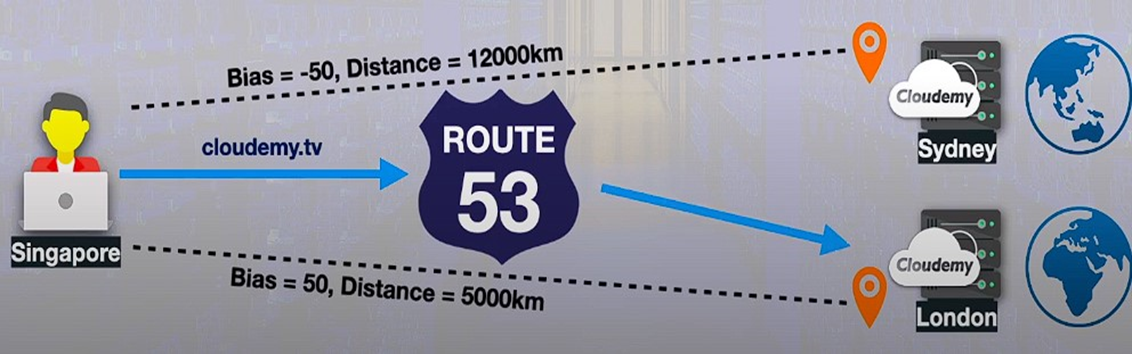 Bias = -50, Distance = 12000km
cloudemy.tv
ROUTE
53
Singapore
Bias = 50, Distance = 5000km
Cloudemy
Sydney
Cloudemy
London